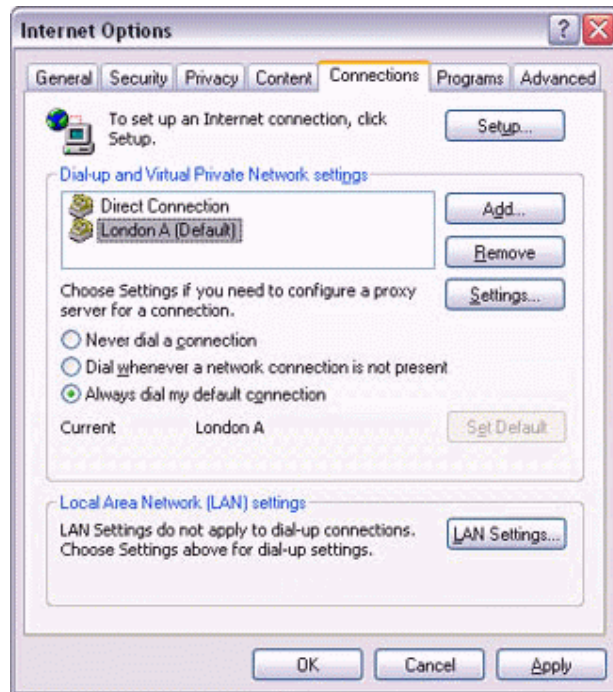 Internet Options
General Security Privacy Content Connections Programs Advanced
To set up an Internet connection, click
Setup.
Setup...
Dial-up and Virtual Private Network settings
Direct Connection
London A (Default)
Add...
Remove
Choose Settings if you need to configure a proxy
server for a connection.
Settings...
Never dial a connection
Dial whenever a network connection is not present
Always dial my default connection
Current London A
Set Default
Local Area Network (LAN) settings
LAN Settings do not apply to dial-up connections.
Choose Settings above for dial-up settings.
LAN Settings...
OK Cancel Apply